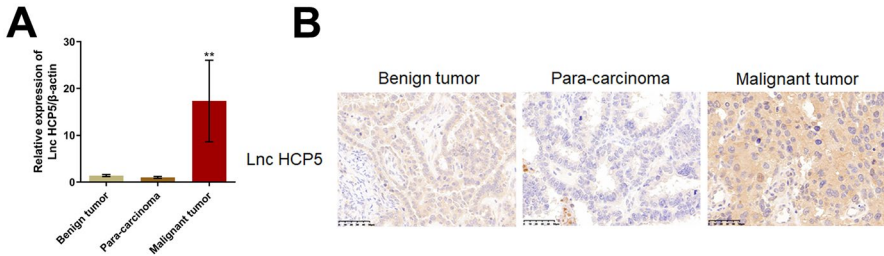 A
Relative expression of
Lnc HCP5/β-actin
30
20
10
0
**
Benign tumor
Para-carcinoma
Malignant tumor
B
Benign tumor
Para-carcinoma
Malignant tumor
Lnc HCP5